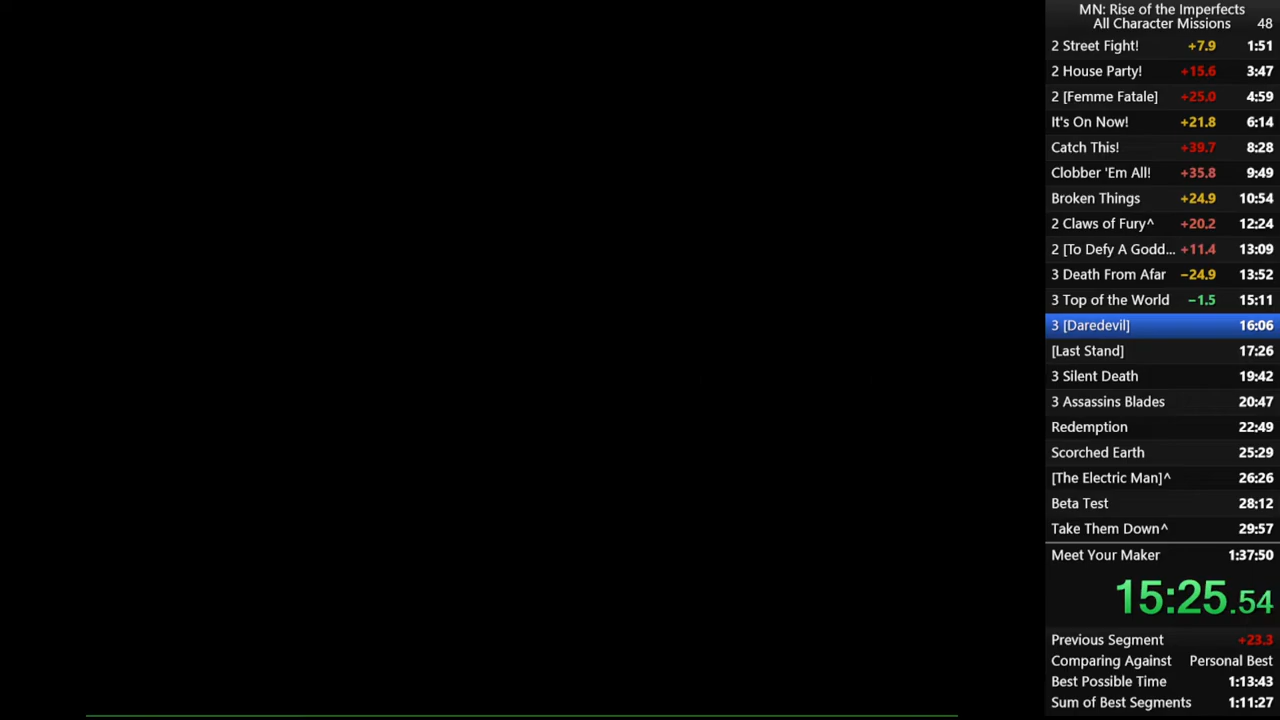 MN: Rise of the Imperfects
All Character Missions 48
2 Street Fight! +7.9 1:51
2 House Party! +15.6 3:47
2 [Femme Fatale] +25.0 4:59
It's On Now! +21.8 6:14
Catch This! +39.7 8:28
Clobber 'Em All! +35.8 9:49
Broken Things +24.9 10:54
2 Claws of Fury^ +20.2 12:24
2 [To Defy A Godd... +11.4 13:09
3 Death From Afar −24.9 13:52
3 Top of the World −1.5 15:11
3 [Daredevil] 16:06
[Last Stand] 17:26
3 Silent Death 19:42
3 Assassins Blades 20:47
Redemption 22:49
Scorched Earth 25:29
[The Electric Man]^ 26:26
Beta Test 28:12
Take Them Down^ 29:57
Meet Your Maker 1:37:50
15:25.54
Previous Segment +23.3
Comparing Against Personal Best
Best Possible Time 1:13:43
Sum of Best Segments 1:11:27